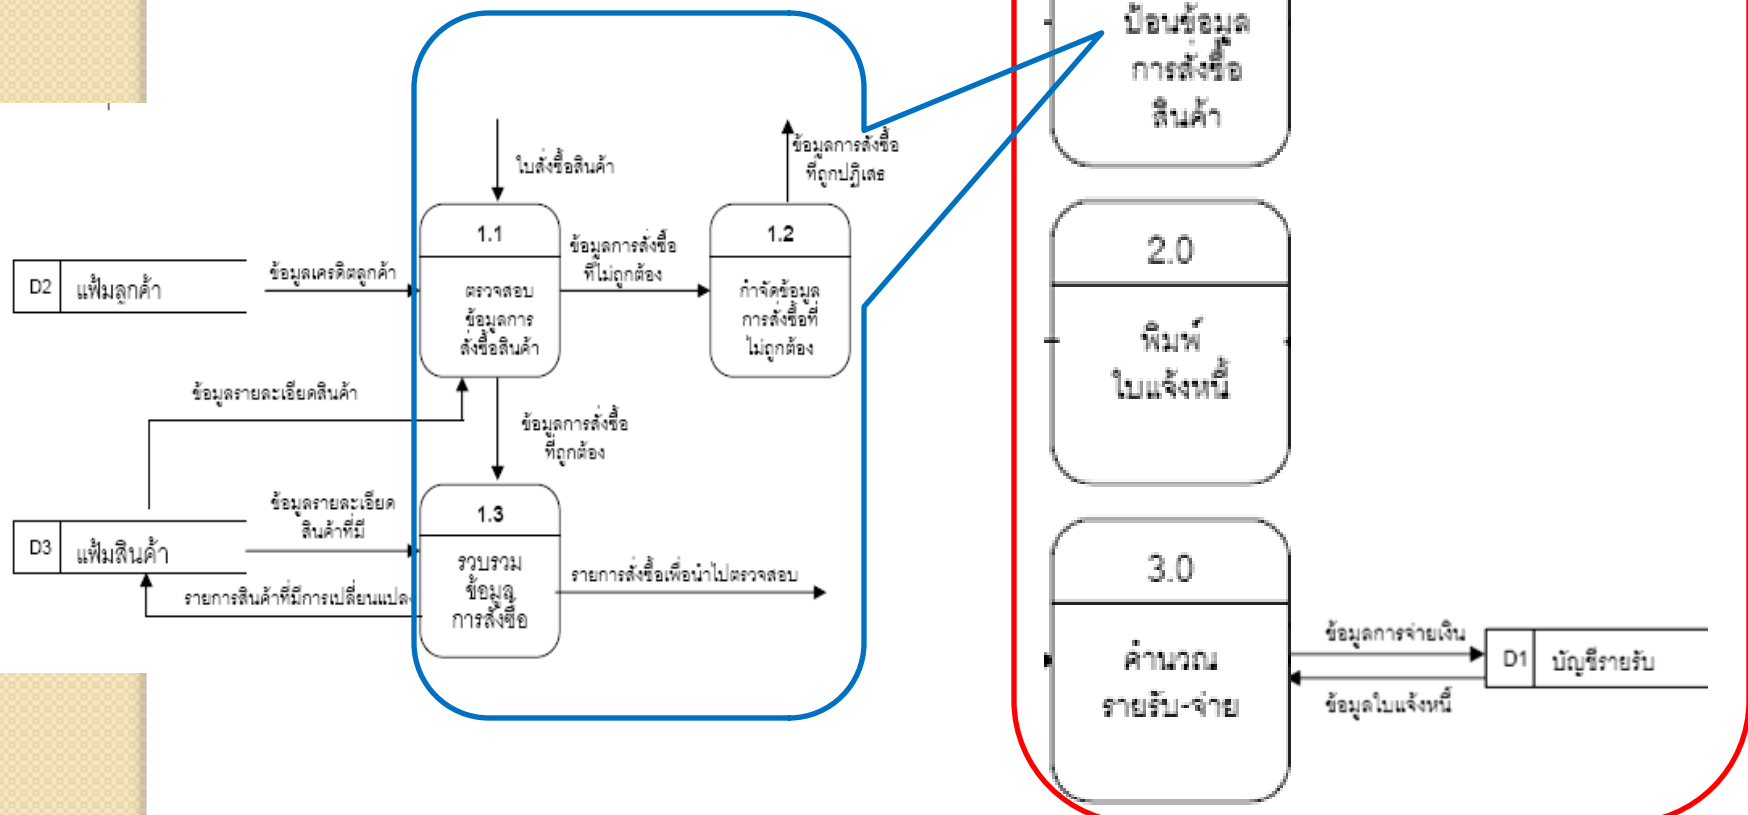 ใบสั่งซื้อสินค้า
ข้อมูลการสั่งซื้อ
ที่ถูกปฏิเสธ
1.1
ตรวจสอบ
ข้อมูลการ
สั่งซื้อสินค้า
ข้อมูลการสั่งซื้อ
ที่ไม่ถูกต้อง
1.2
กำจัดข้อมูล
การสั่งซื้อที่
ไม่ถูกต้อง
D2
แฟ้มลูกค้า
ข้อมูลเครดิตลูกค้า
ข้อมูลรายละเอียดสินค้า
ข้อมูลการสั่งซื้อ
ที่ถูกต้อง
D3
แฟ้มสินค้า
ข้อมูลรายละเอียด
สินค้าที่มี
รายการสินค้าที่มีการเปลี่ยนแปล
1.3
รวบรวม
ข้อมูล
การสั่งซื้อ
รายการสั่งซื้อเพื่อนำไปตรวจสอบ
ป้อนข้อมูล
การสั่งซื้อ
สินค้า
2.0
พิมพ์
ใบแจ้งหนี้
3.0
คำนวณ
รายรับ-จ่าย
ข้อมูลการจ่ายเงิน
ข้อมูลใบแจ้งหนี้
D1
บัญชีรายรับ